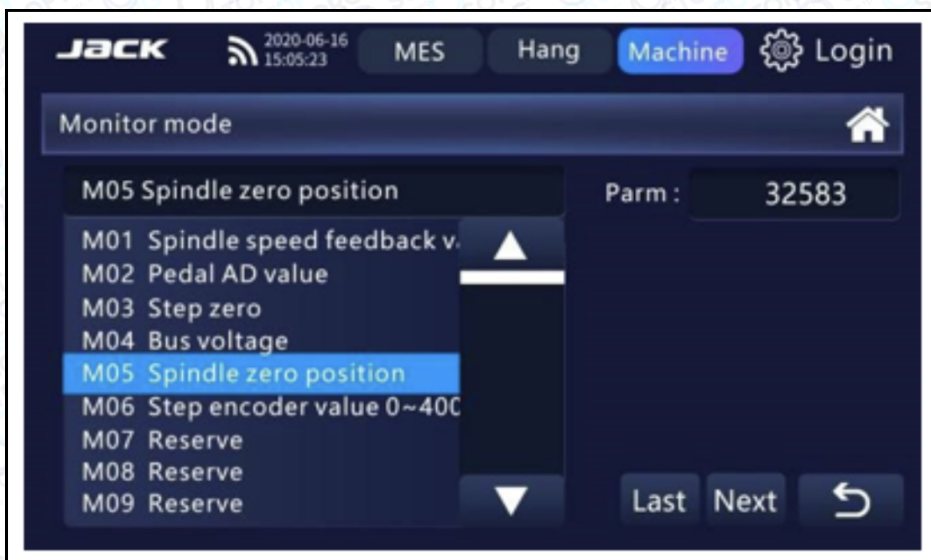 JACK 2020-06-16 MES Hang Machine Login
15:05:23
Monitor mode
M05 Spindle zero position Parm : 32583
M01 Spindle speed feedback v
M02 Pedal AD value
M03 Step zero
M04 Bus voltage
M05 Spindle zero position
M06 Step encoder value 0~400
M07 Reserve
M08 Reserve
M09 Reserve
Last Next